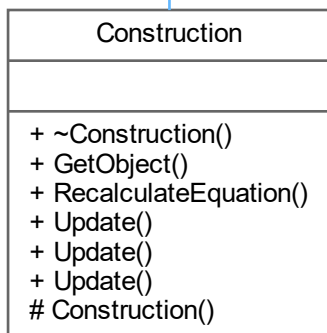 Construction
+ ~Construction()
+ GetObject()
+ RecalculateEquation()
+ Update()
+ Update()
+ Update()
# Construction()